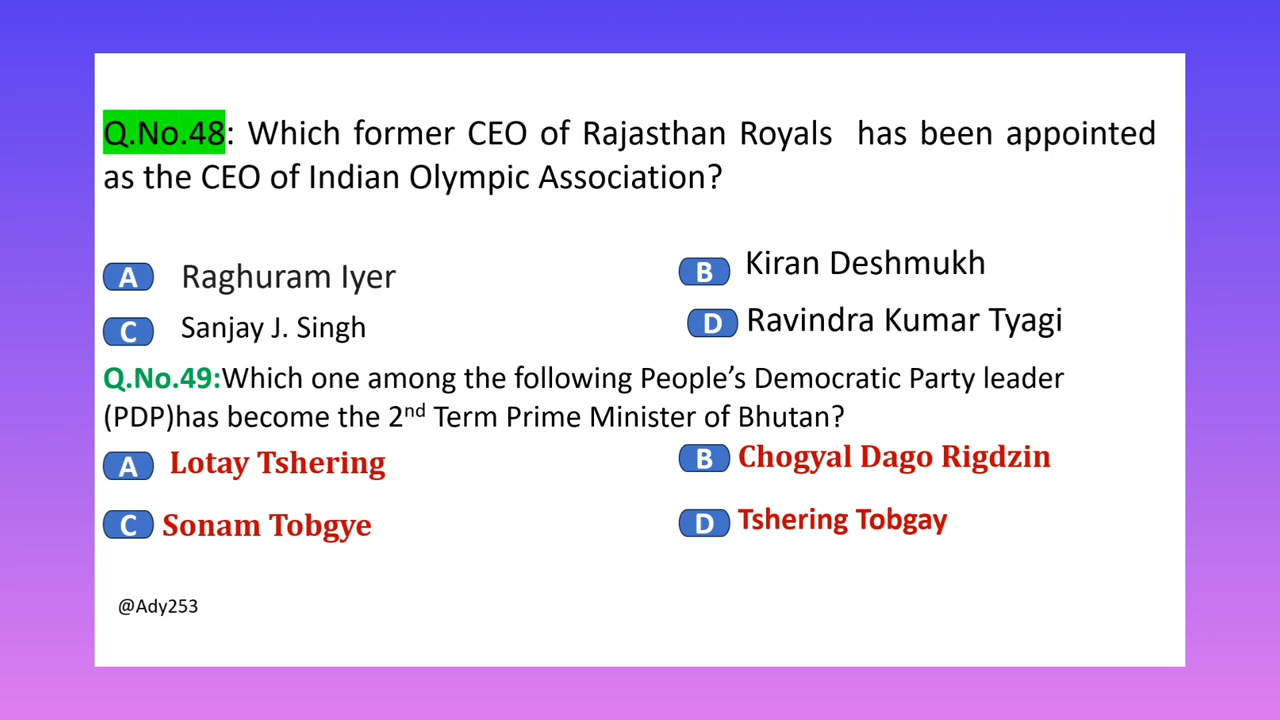 Q.No.48: Which former CEO of Rajasthan Royals has been appointed
as the CEO of Indian Olympic Association?
A Raghuram Iyer
B Kiran Deshmukh
C Sanjay J. Singh
D Ravindra Kumar Tyagi
Q.No.49:Which one among the following People’s Democratic Party leader
(PDP)has become the 2nd Term Prime Minister of Bhutan?
A Lotay Tshering
B Chogyal Dago Rigdzin
C Sonam Tobgye
D Tshering Tobgay
@Ady253